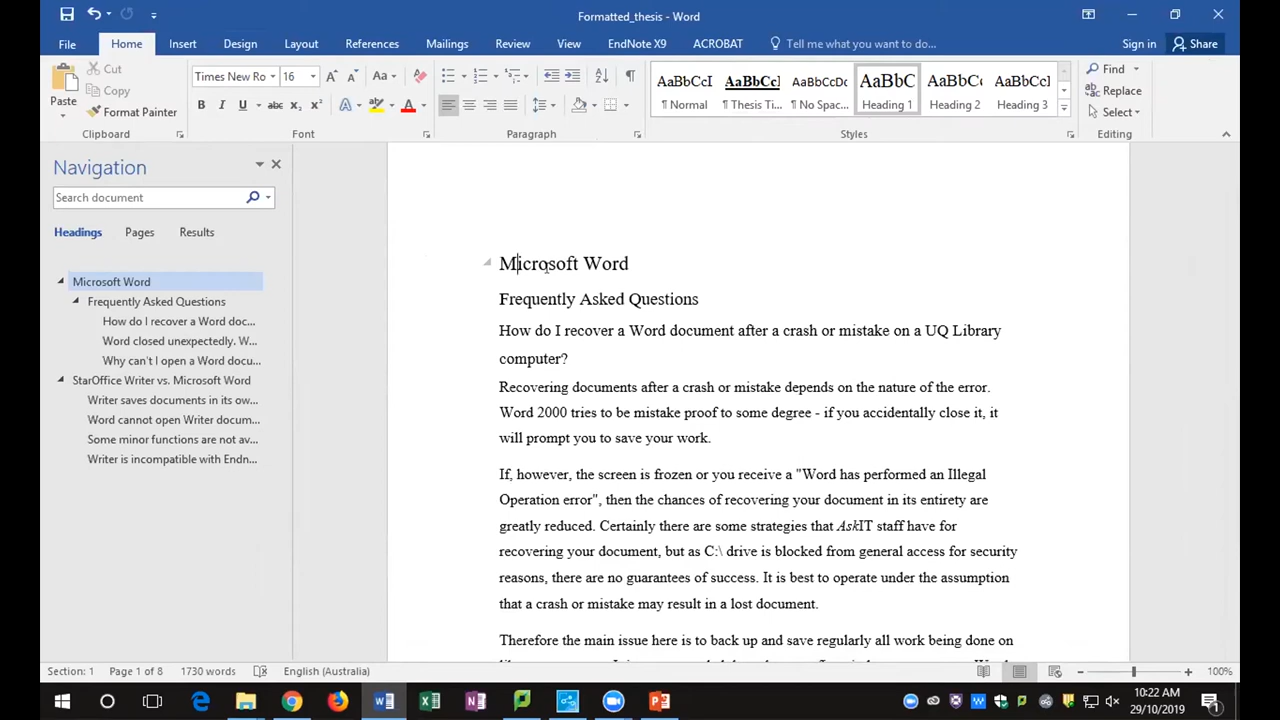 Formatted_thesis - Word
File Home Insert Design Layout References Mailings Review View EndNote X9 ACROBAT Tell me what you want to do... Sign in Share
Paste
Cut
Copy
Format Painter
Clipboard
Times New Ro 16
Aa
B I U abc x₂ x² A A
Font
Paragraph
AaBbCcI AaBbCcI AaBbCcDc AaBbC AaBbCc AaBbCcI
¶ Normal ¶ Thesis Ti... ¶ No Spac... Heading 1 Heading 2 Heading 3
Styles
Find
Replace
Select
Editing
Navigation
Search document
Headings Pages Results
Microsoft Word
Frequently Asked Questions
How do I recover a Word doc...
Word closed unexpectedly. W...
Why can't I open a Word docu...
StarOffice Writer vs. Microsoft Word
Writer saves documents in its ow...
Word cannot open Writer docum...
Some minor functions are not av...
Writer is incompatible with Endn...
Microsoft Word
Frequently Asked Questions
How do I recover a Word document after a crash or mistake on a UQ Library
computer?
Recovering documents after a crash or mistake depends on the nature of the error.
Word 2000 tries to be mistake proof to some degree - if you accidentally close it, it
will prompt you to save your work.
If, however, the screen is frozen or you receive a "Word has performed an Illegal
Operation error", then the chances of recovering your document in its entirety are
greatly reduced. Certainly there are some strategies that AskIT staff have for
recovering your document, but as C:\ drive is blocked from general access for security
reasons, there are no guarantees of success. It is best to operate under the assumption
that a crash or mistake may result in a lost document.
Therefore the main issue here is to back up and save regularly all work being done on
Section: 1 Page 1 of 8 1730 words English (Australia) 100%
10:22 AM
29/10/2019